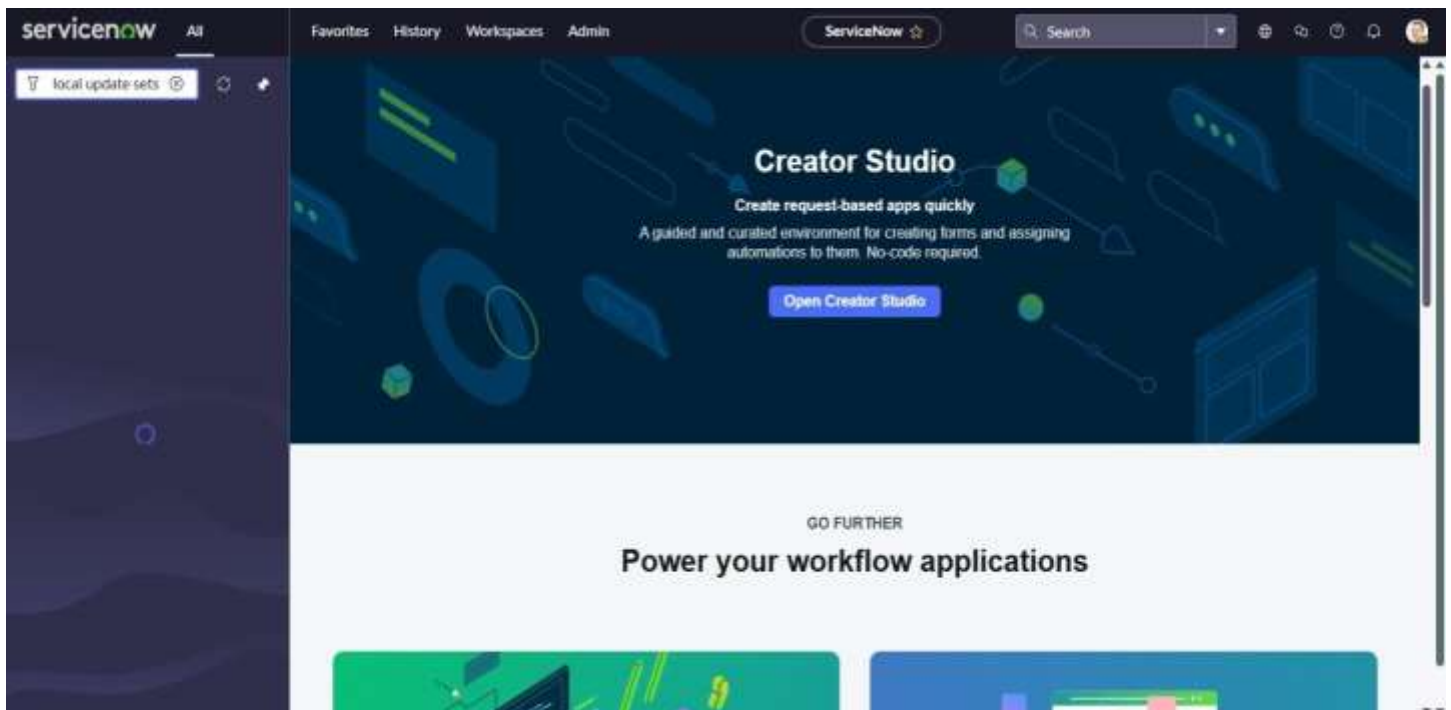 servicenow All Favorites History Workspaces Admin ServiceNow Search
local update sets
Creator Studio
Create request-based apps quickly
A guided and curated environment for creating forms and assigning
automations to them. No-code required.
Open Creator Studio
GO FURTHER
Power your workflow applications